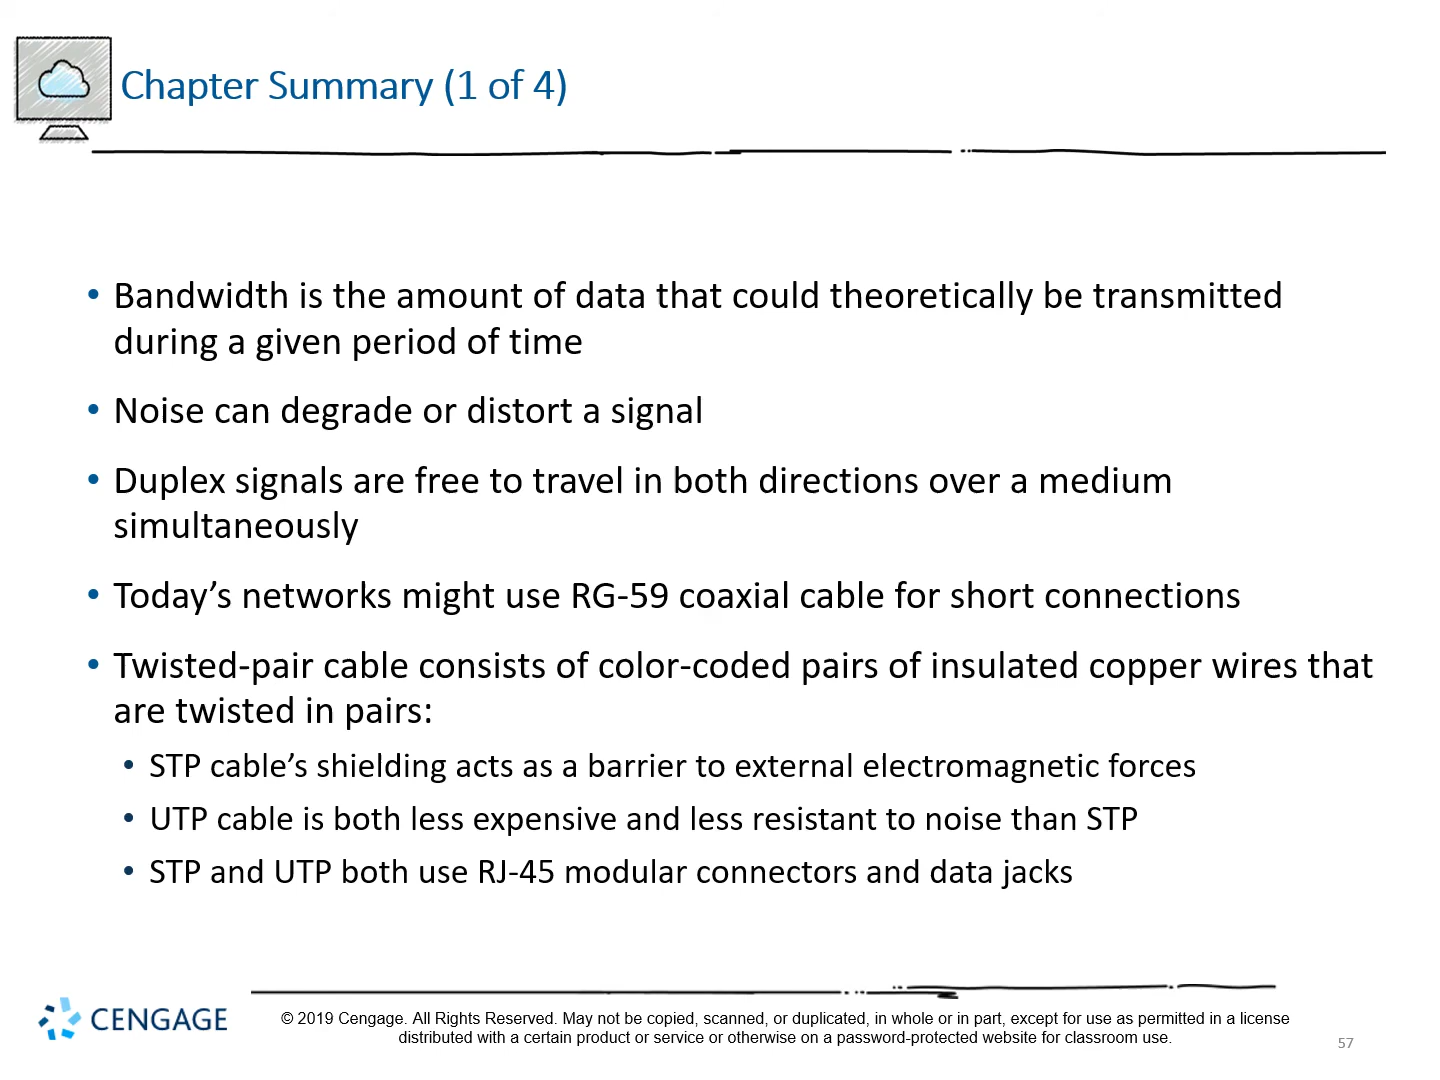 Chapter Summary (1 of 4)
• Bandwidth is the amount of data that could theoretically be transmitted
during a given period of time
• Noise can degrade or distort a signal
• Duplex signals are free to travel in both directions over a medium
simultaneously
• Today’s networks might use RG-59 coaxial cable for short connections
• Twisted-pair cable consists of color-coded pairs of insulated copper wires that
are twisted in pairs:
• STP cable’s shielding acts as a barrier to external electromagnetic forces
• UTP cable is both less expensive and less resistant to noise than STP
• STP and UTP both use RJ-45 modular connectors and data jacks
CENGAGE
© 2019 Cengage. All Rights Reserved. May not be copied, scanned, or duplicated, in whole or in part, except for use as permitted in a license
distributed with a certain product or service or otherwise on a password-protected website for classroom use.
57